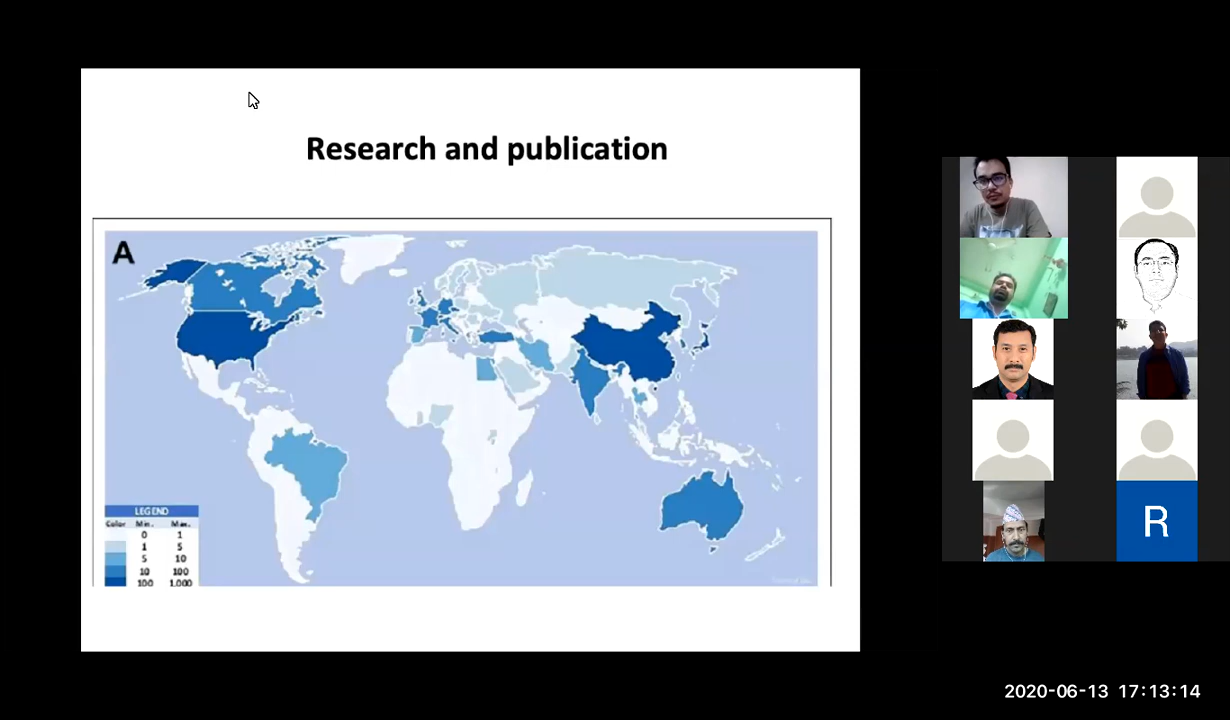 Research and publication
A
LEGEND
Color Min. Max.
0 1
1 5
5 10
10 100
100 1,000
R
2020-06-13 17:13:14